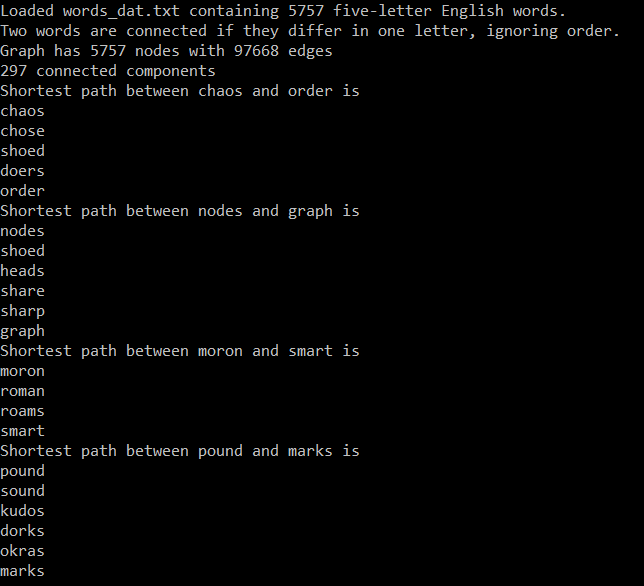 Loaded words_dat.txt containing 5757 five-letter English words.
Two words are connected if they differ in one letter, ignoring order.
Graph has 5757 nodes with 97668 edges
297 connected components
Shortest path between chaos and order is
chaos
chose
shoed
doers
order
Shortest path between nodes and graph is
nodes
shoed
heads
share
sharp
graph
Shortest path between moron and smart is
moron
roman
roams
smart
Shortest path between pound and marks is
pound
sound
kudos
dorks
okras
marks